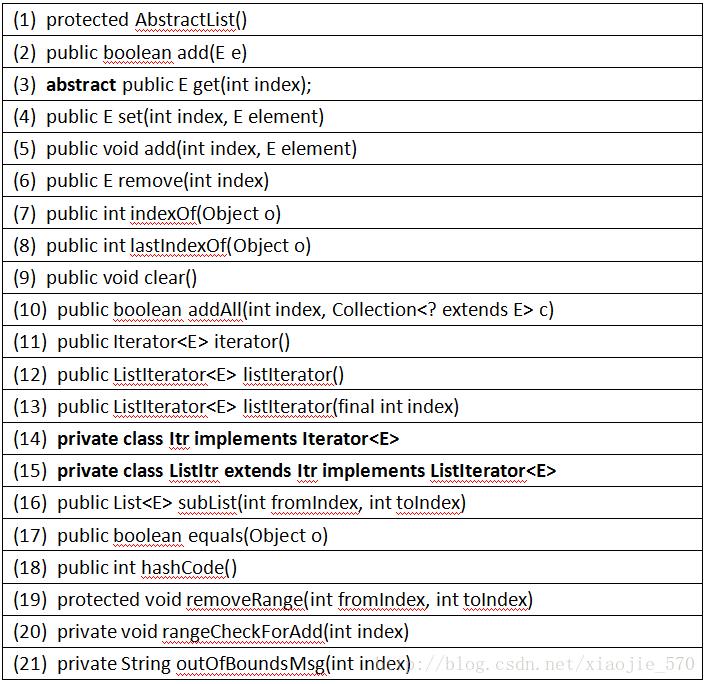 (1) protected AbstractList()
(2) public boolean add(E e)
(3) abstract public E get(int index);
(4) public E set(int index, E element)
(5) public void add(int index, E element)
(6) public E remove(int index)
(7) public int indexOf(Object o)
(8) public int lastIndexOf(Object o)
(9) public void clear()
(10) public boolean addAll(int index, Collection<? extends E> c)
(11) public Iterator<E> iterator()
(12) public ListIterator<E> listIterator()
(13) public ListIterator<E> listIterator(final int index)
(14) private class Itr implements Iterator<E>
(15) private class ListItr extends Itr implements ListIterator<E>
(16) public List<E> subList(int fromIndex, int toIndex)
(17) public boolean equals(Object o)
(18) public int hashCode()
(19) protected void removeRange(int fromIndex, int toIndex)
(20) private void rangeCheckForAdd(int index)
(21) private String outOfBoundsMsg(int index)
http://blog.csdn.net/xiaojie_570